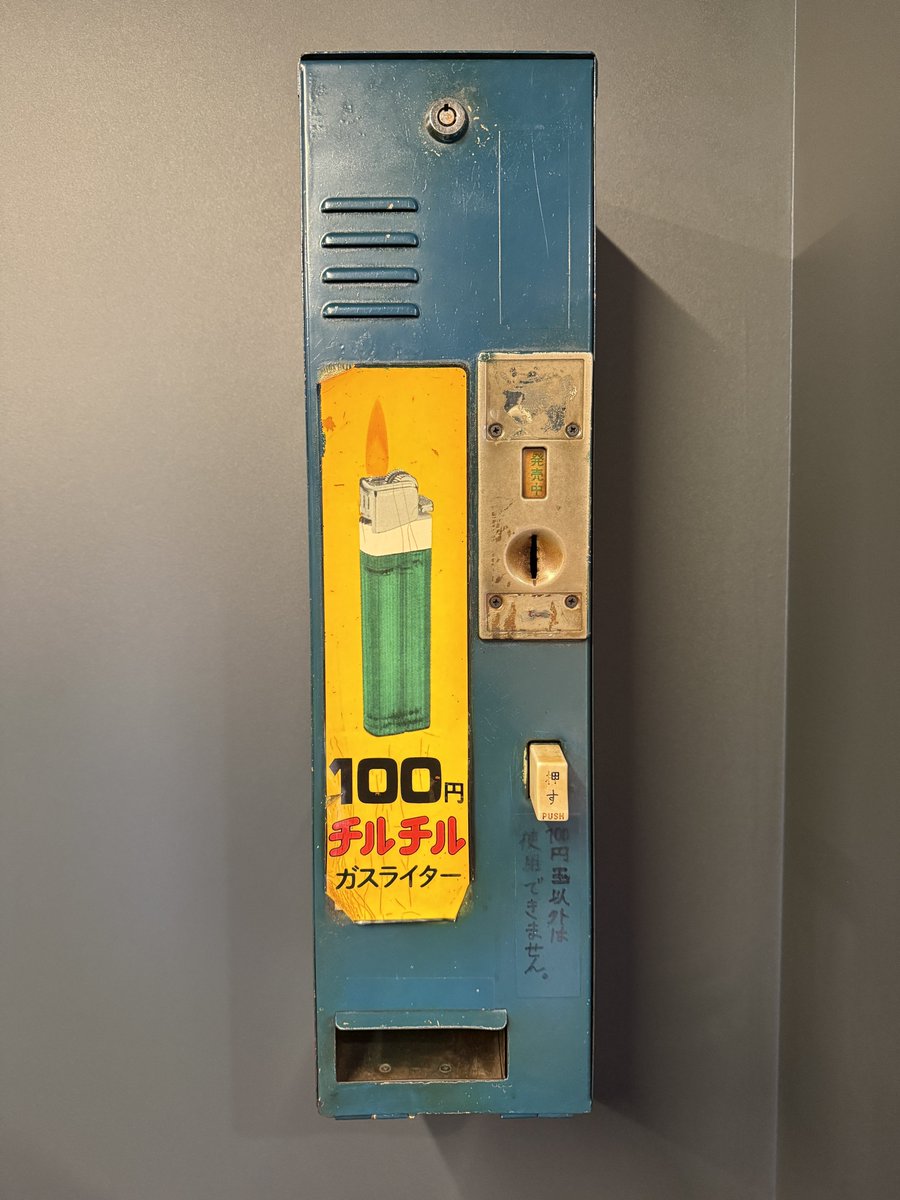 発売中
100円
チルチル
ガスライター
押す
PUSH
100円玉以外は
使用できません。